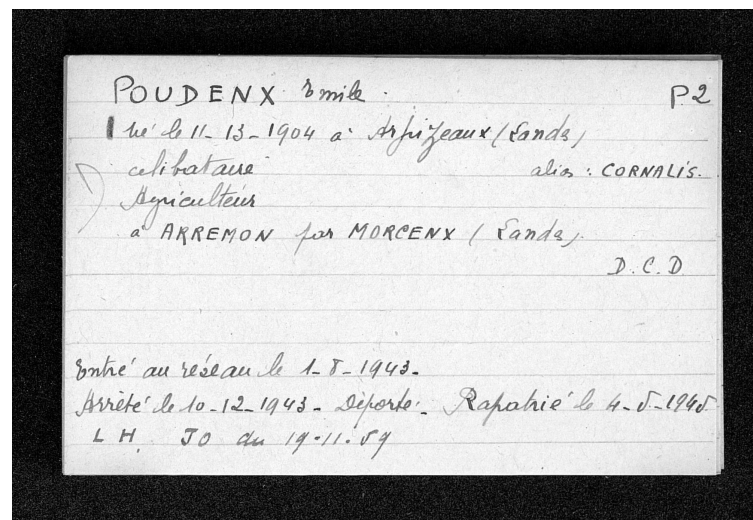 POUDENX Emile. P2
né le 11-13-1904 à Arpizeaux (Landes)
célibataire alias : CORNALIS.
Agriculteur
à ARREMON par MORCENX (Landes).
D.C.D
Entré au réseau le 1-8-1943.
Arrêté le 10-12-1943. Déporté. Rapatrié le 4-5-1945
L H. JO du 19.11.59